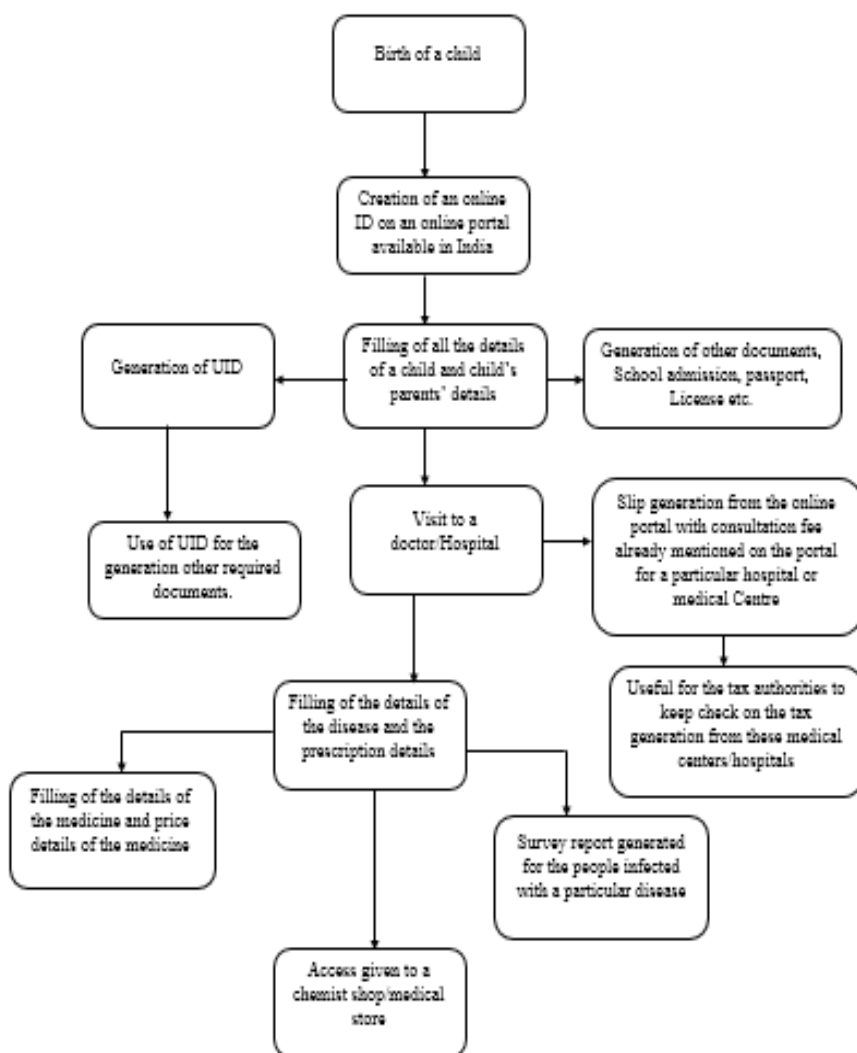 Birth of a child
Creation of an online
ID on an online portal
available in India
Generation of UID
Filling of all the details
of a child and child's
parents' details
Generation of other documents,
School admission, passport,
License etc.
Use of UID for the
generation other required
documents.
Visit to a
doctor/Hospital
Slip generation from the online
portal with consultation fee
already mentioned on the portal
for a particular hospital or
medical Centre
Filling of the details of
the disease and the
prescription details
Useful for the tax authorities to
keep check on the tax
generation from these medical
centers/hospitals
Filling of the details of
the medicine and price
details of the medicine
Survey report generated
for the people infected
with a particular disease
Access given to a
chemist shop/medical
store